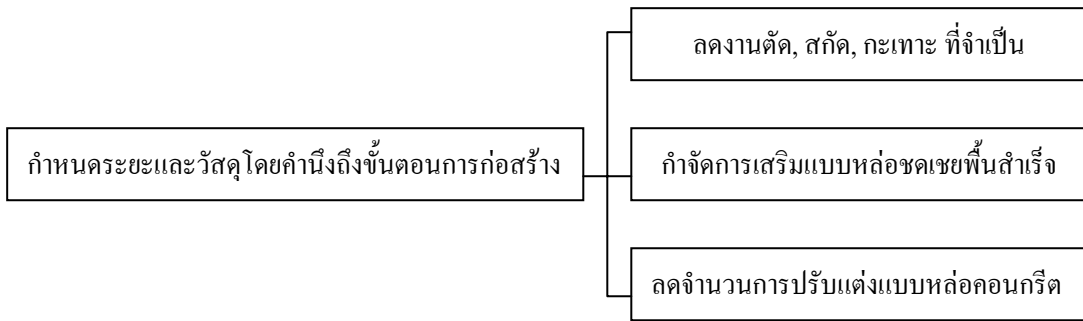 ลดงานตัด, สกัด, กะเทาะ ที่จำเป็น
กำหนดระยะและวัสดุโดยคำนึงถึงขั้นตอนการก่อสร้าง
กำจัดการเสริมแบบหล่อชดเชยพื้นสำเร็จ
ลดจำนวนการปรับแต่งแบบหล่อคอนกรีต